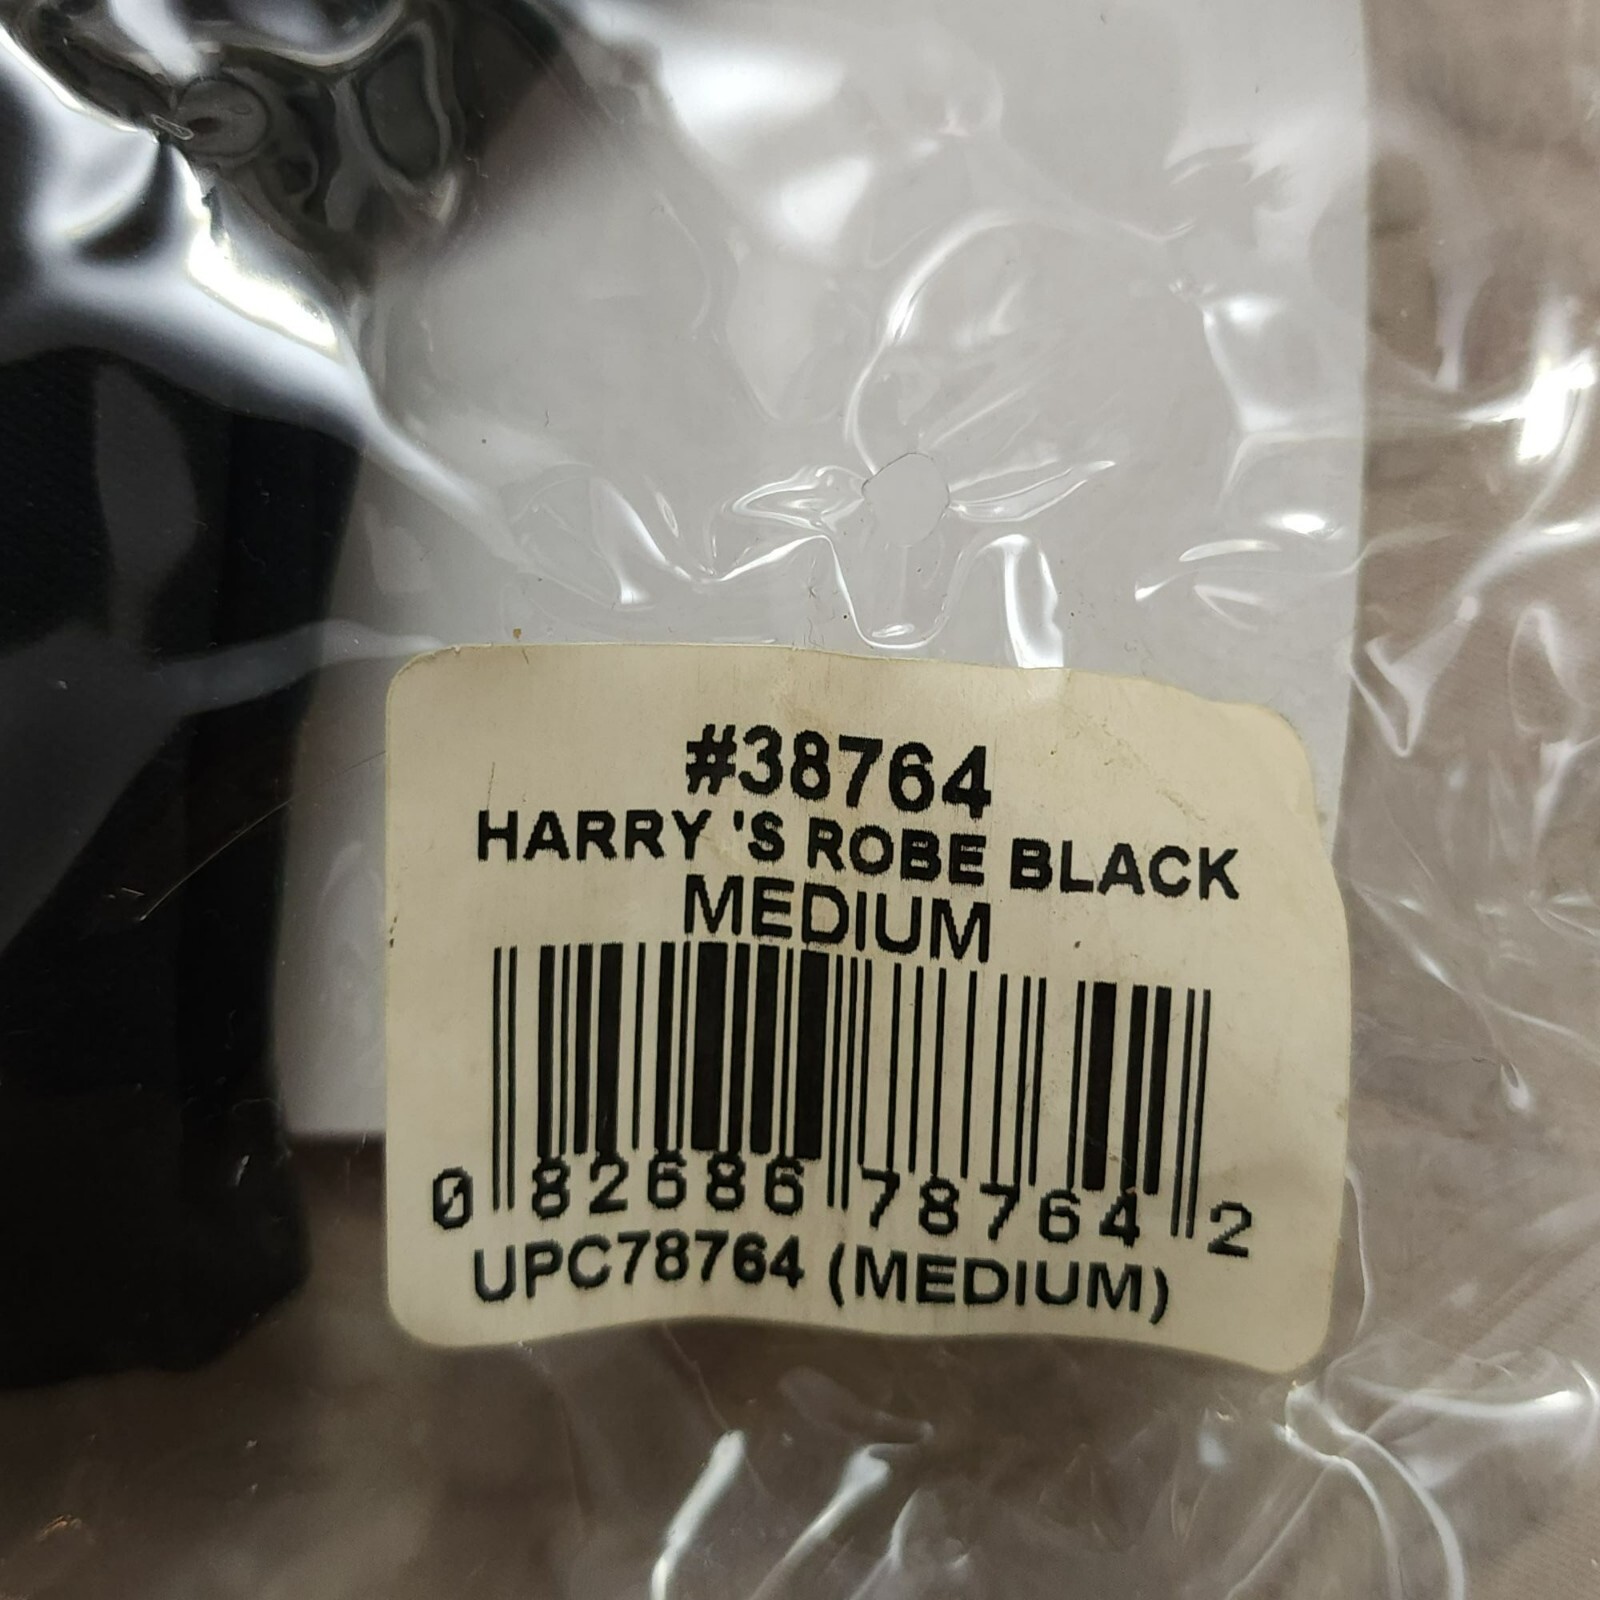 #38764
HARRY 'S ROBE BLACK
MEDIUM
0 82686 78764 2
UPC78764 (MEDIUM)